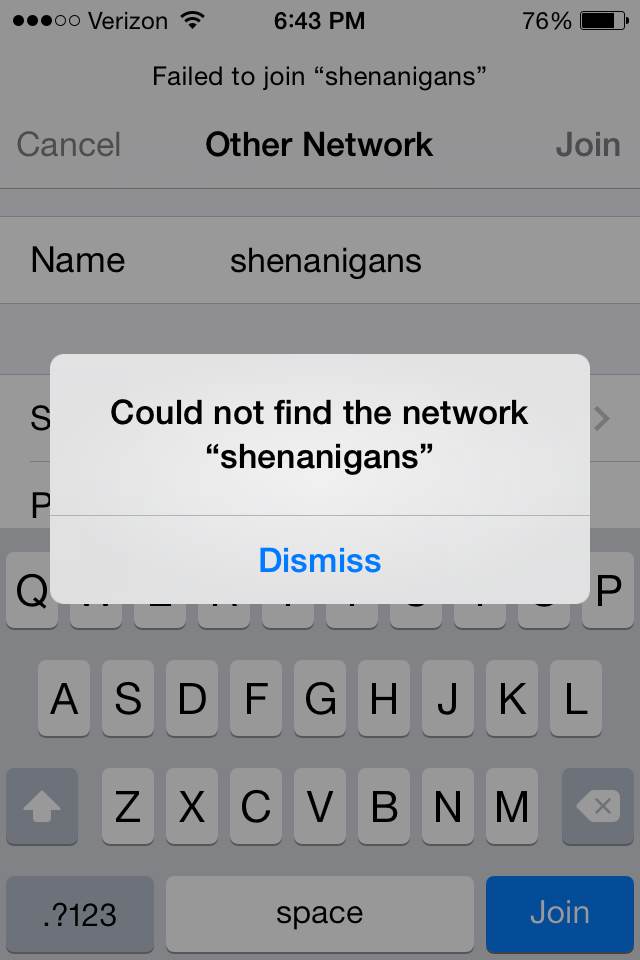 Verizon 6:43 PM 76%
Failed to join “shenanigans”
Cancel Other Network Join
Name shenanigans
Could not find the network
“shenanigans”
S
P
Dismiss
Q P
A S D F G H J K L
Z X C V B N M
.?123 space Join